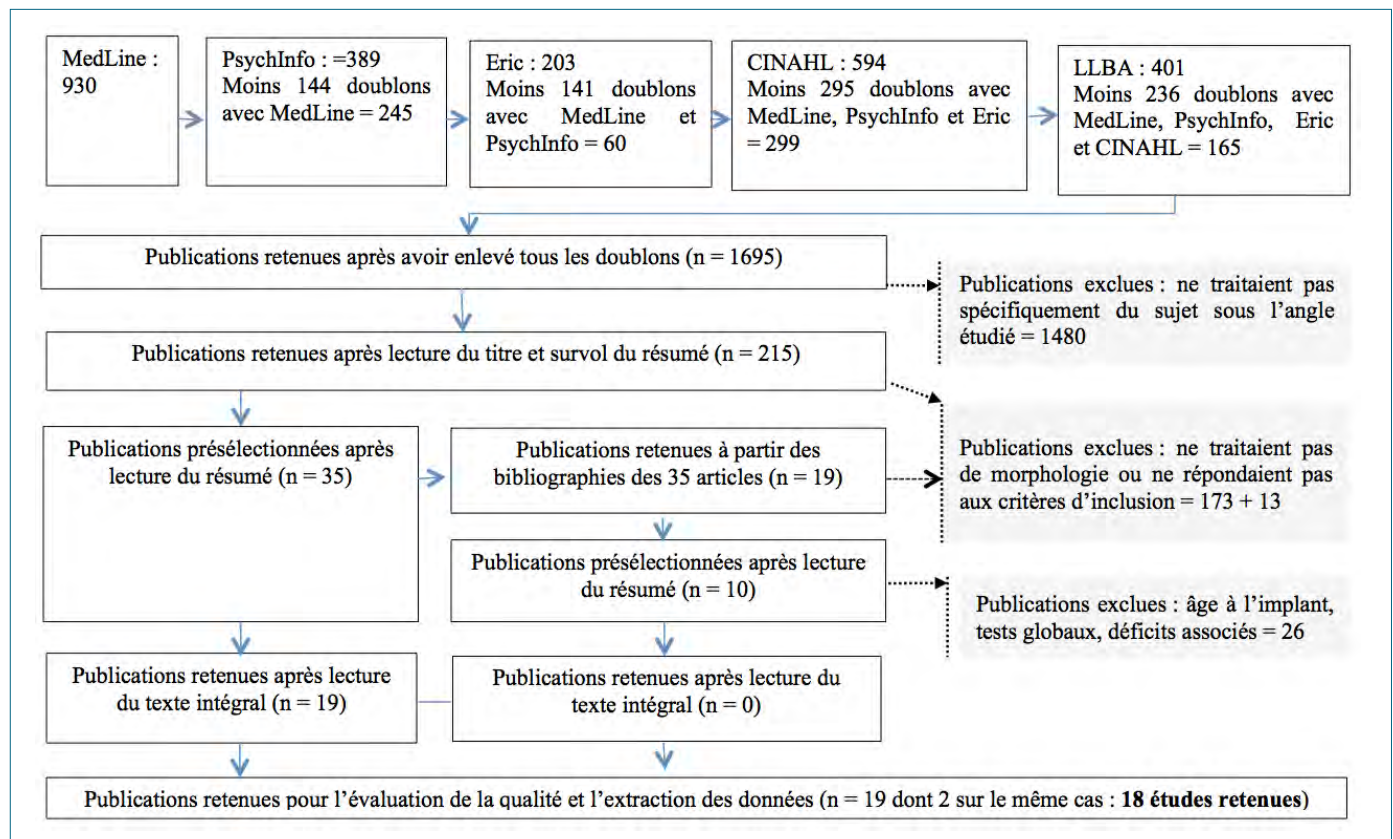 MedLine :
930
PsychInfo : =389
Moins 144 doublons
avec MedLine = 245
Eric : 203
Moins 141 doublons
avec MedLine et
PsychInfo = 60
CINAHL : 594
Moins 295 doublons avec
MedLine, PsychInfo et Eric
= 299
LLBA : 401
Moins 236 doublons avec
MedLine, PsychInfo, Eric
et CINAHL = 165
Publications retenues après avoir enlevé tous les doublons (n = 1695)
Publications exclues : ne traitaient pas
spécifiquement du sujet sous l’angle
étudié = 1480
Publications retenues après lecture du titre et survol du résumé (n = 215)
Publications présélectionnées après
lecture du résumé (n = 35)
Publications retenues à partir des
bibliographies des 35 articles (n = 19)
Publications exclues : ne traitaient pas
de morphologie ou ne répondaient pas
aux critères d’inclusion = 173 + 13
Publications présélectionnées après lecture
du résumé (n = 10)
Publications exclues : âge à l’implant,
tests globaux, déficits associés = 26
Publications retenues après lecture
du texte intégral (n = 19)
Publications retenues après lecture du
texte intégral (n = 0)
Publications retenues pour l’évaluation de la qualité et l’extraction des données (n = 19 dont 2 sur le même cas : 18 études retenues)